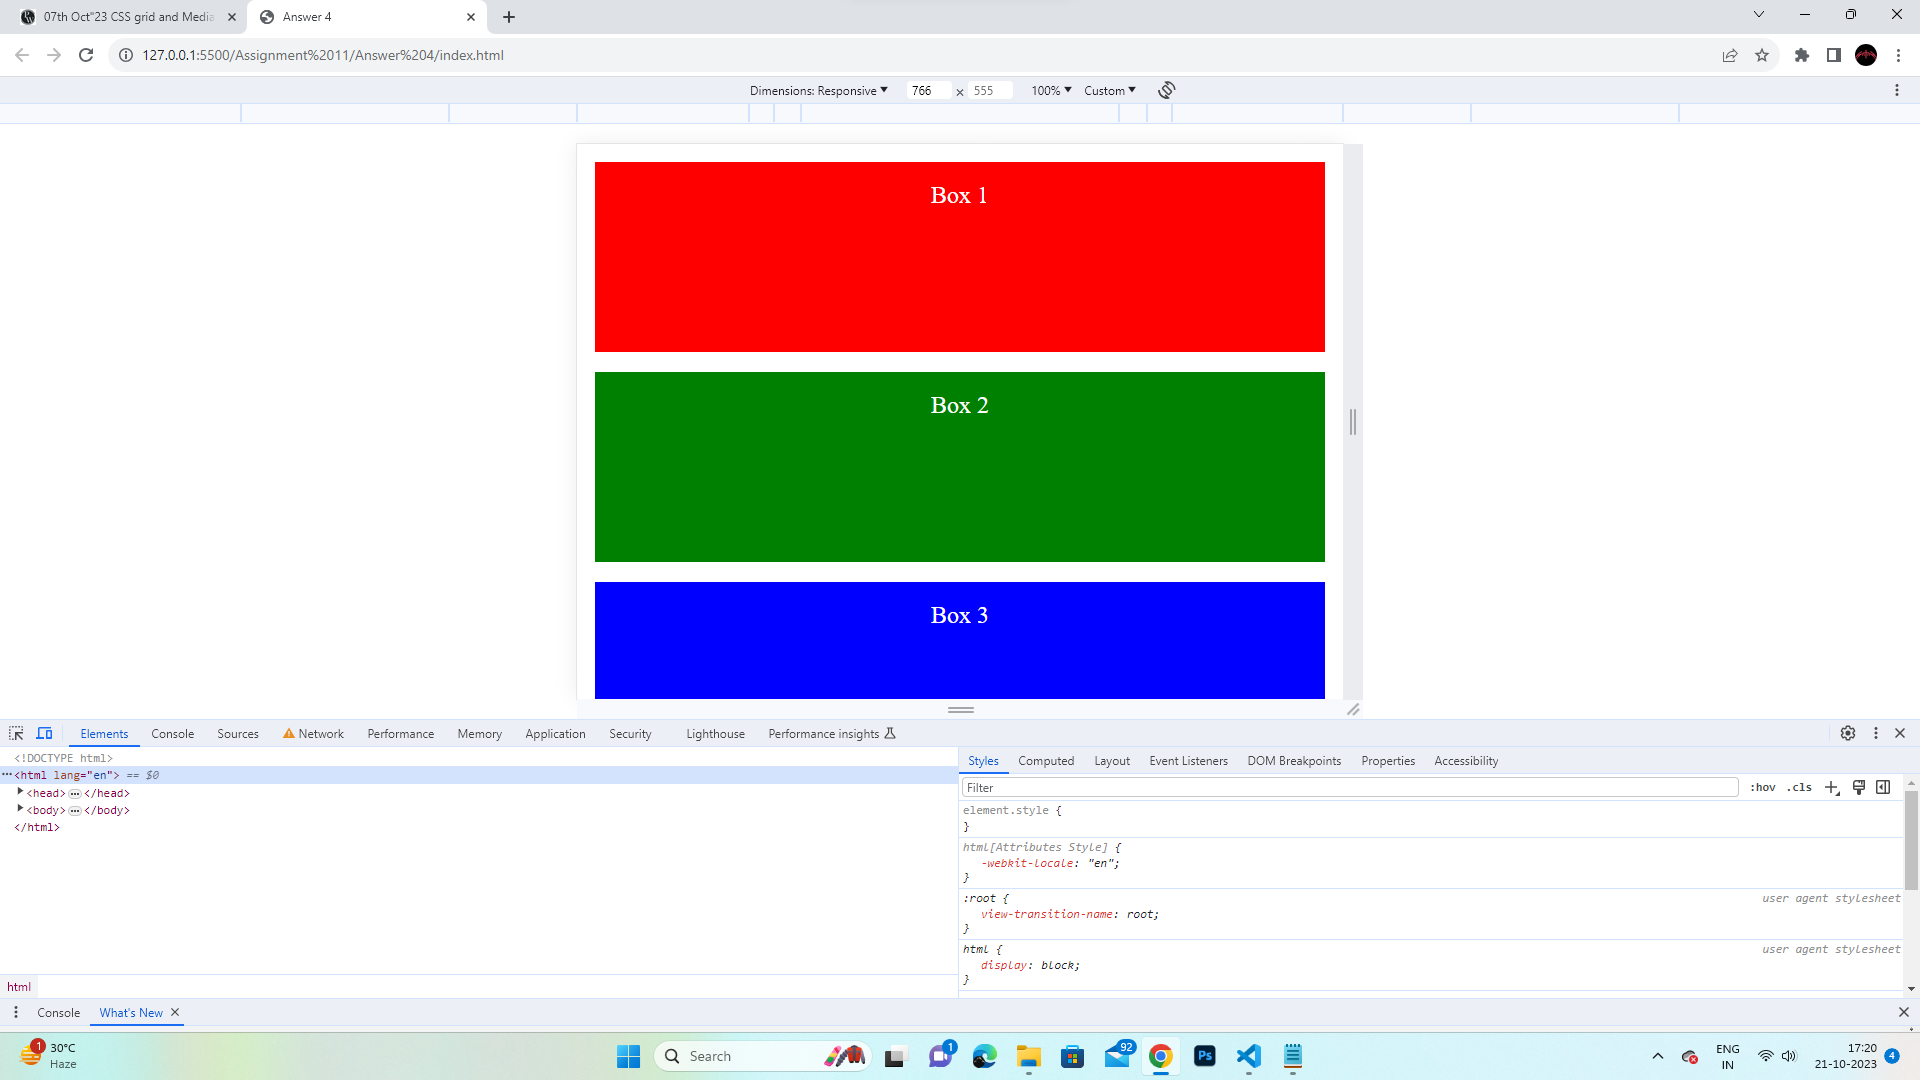 07th Oct"23 CSS grid and Media
Answer 4
127.0.0.1:5500/Assignment%2011/Answer%204/index.html
Dimensions: Responsive
766 × 555
100%
Custom
Box 1
Box 2
Box 3
Elements Console Sources Network Performance Memory Application Security Lighthouse Performance insights
<!DOCTYPE html>
<html lang="en"> == $0
<head> … </head>
<body> … </body>
</html>
html
Styles Computed Layout Event Listeners DOM Breakpoints Properties Accessibility
Filter :hov .cls
element.style {
}
html[Attributes Style] {
-webkit-locale: "en";
}
:root { user agent stylesheet
view-transition-name: root;
}
html { user agent stylesheet
display: block;
}
Console What's New
1
30°C
Haze
Search
1
92
Ps
ENG
IN
17:20
21-10-2023
4